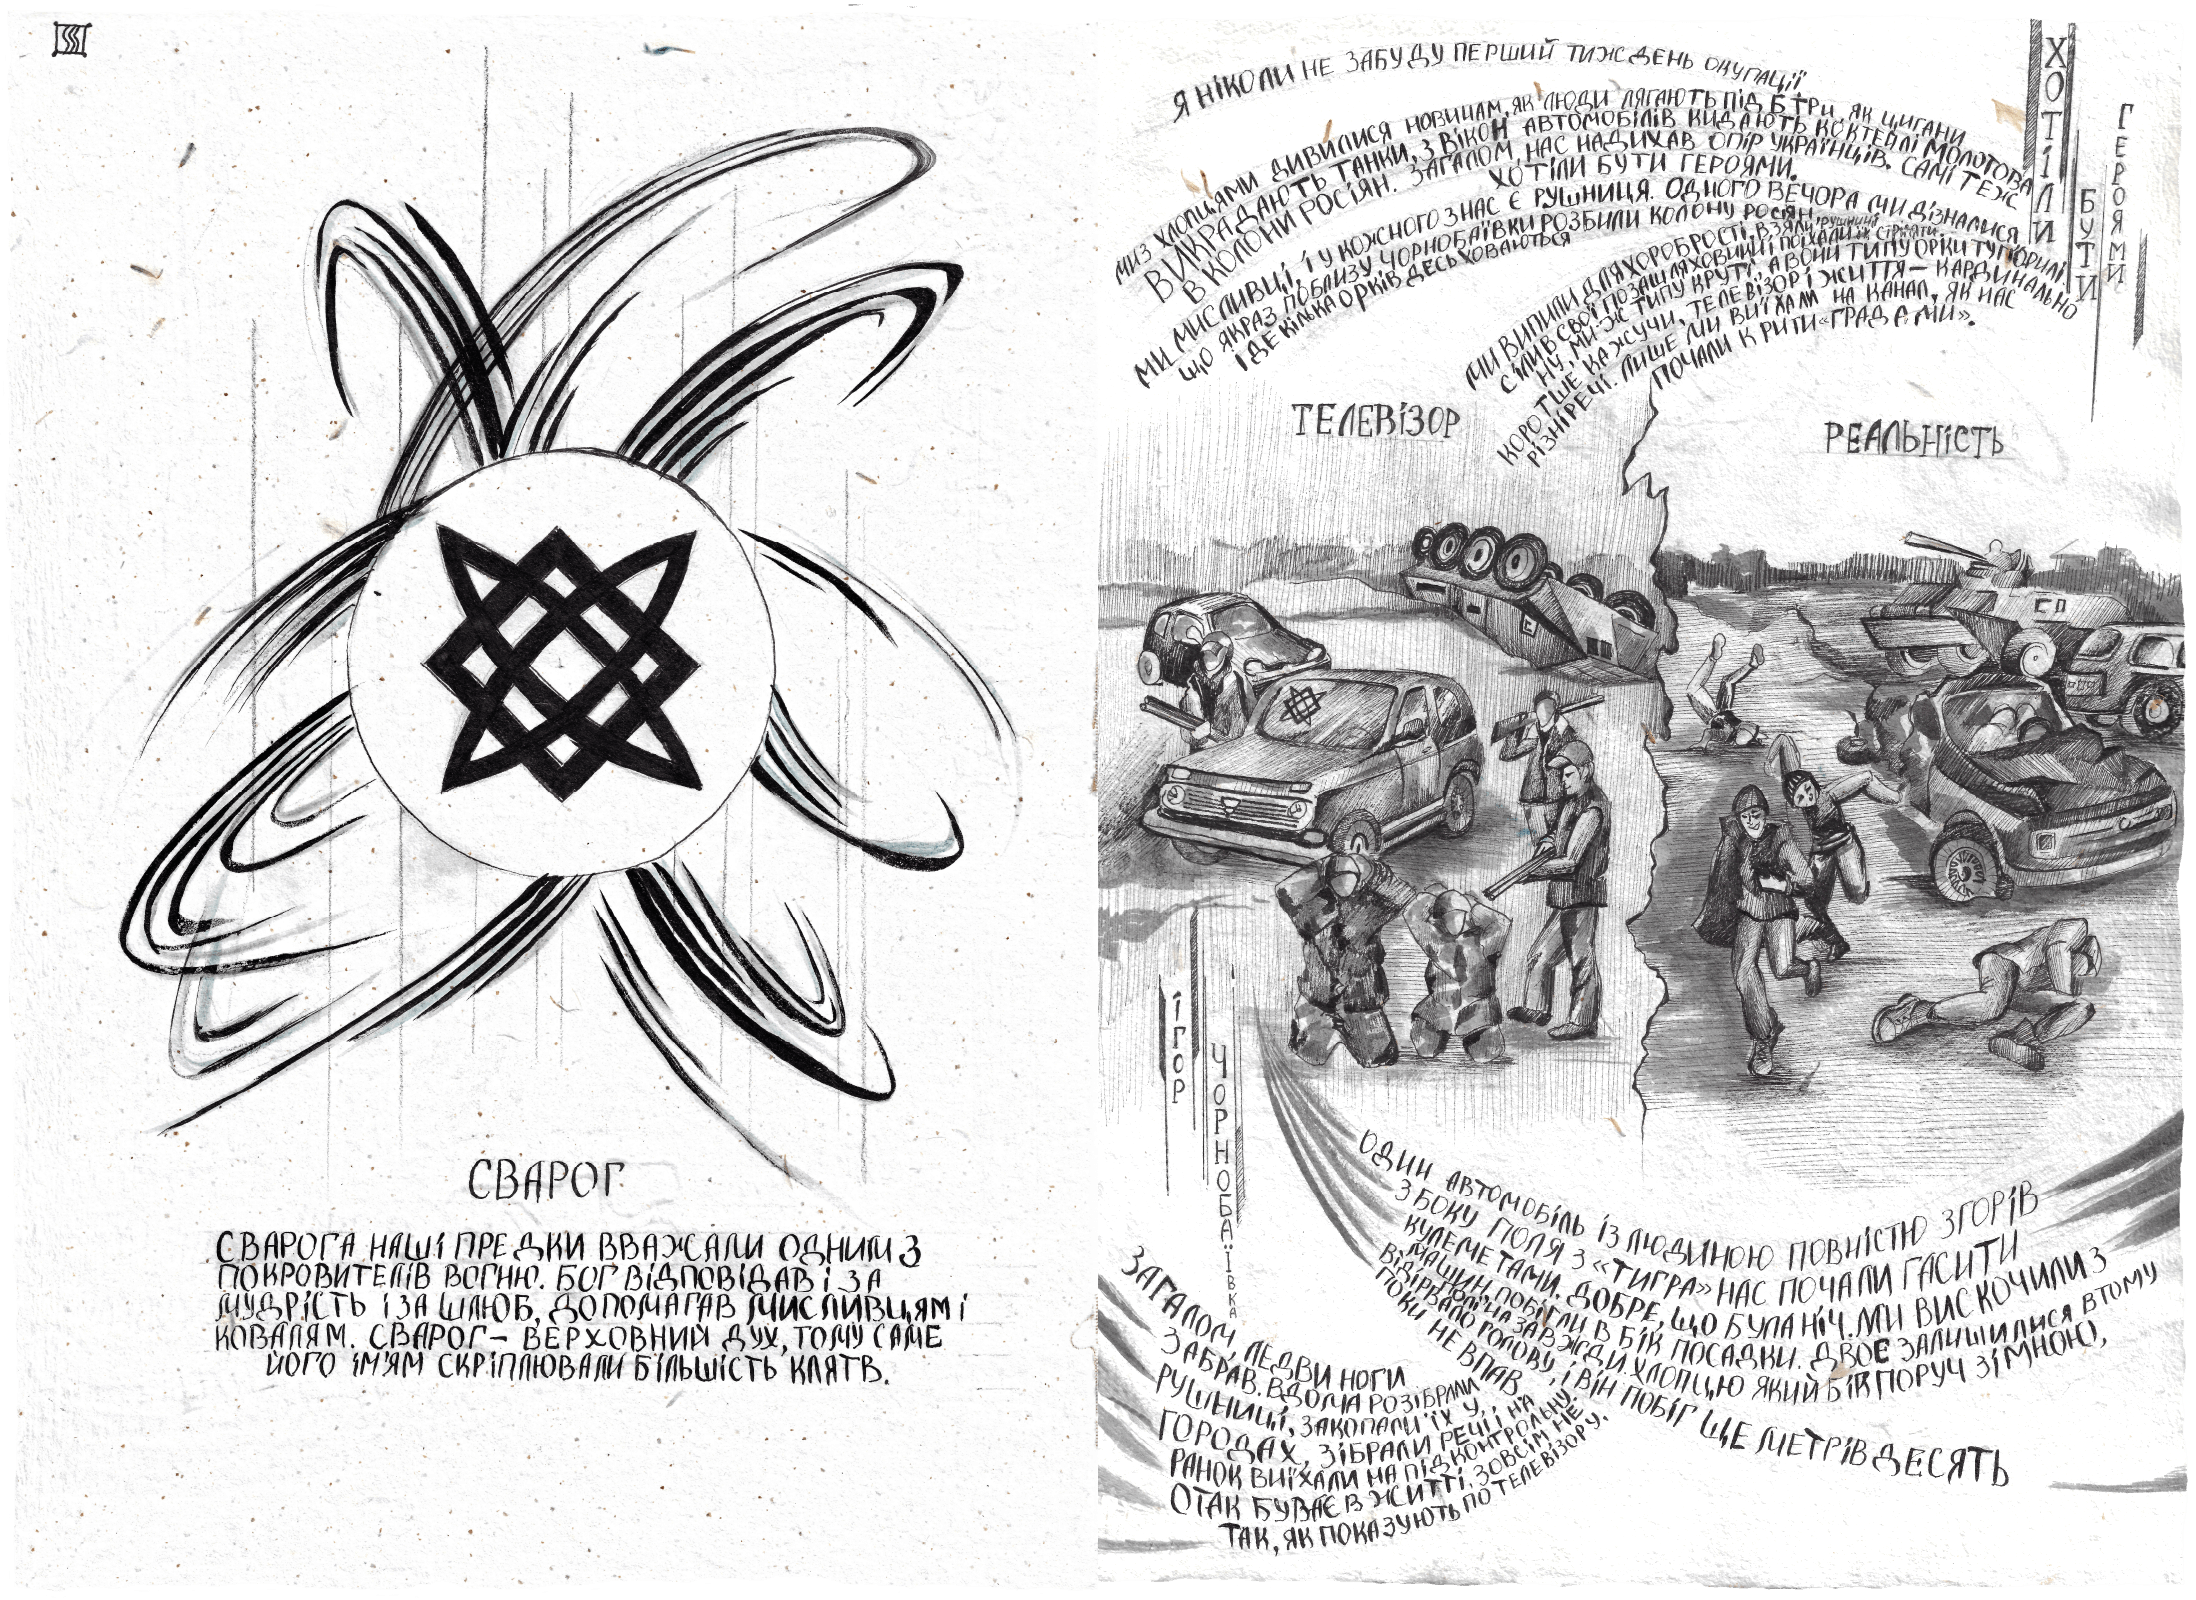 СВАРОГ
СВАРОГА НАШІ ПРЕДКИ ВВАЖАЛИ ОДНИМ З
ПОКРОВИТЕЛІВ ВОГНЮ. БОГ ВІДПОВІДАВ І ЗА
МУДРІСТЬ І ЗА ШЛЮБ, ДОПОМАГАВ МИСЛИВЦЯМ І
КОВАЛЯМ. СВАРОГ – ВЕРХОВНИЙ ДУХ, ТОМУ САМЕ
ЙОГО ІМ'ЯМ СКРІПЛЮВАЛИ БІЛЬШІСТЬ КЛЯТВ.
ХОТІЛИ
БУТИ
ГЕРОЯМИ
Я НІКОЛИ НЕ ЗАБУДУ ПЕРШИЙ ТИЖДЕНЬ ОКУПАЦІЇ
МИ З ХЛОПЦЯМИ ДИВИЛИСЯ НОВИНАМ, ЯК ЛЮДИ ЛЯГАЮТЬ ПІД БТРИ, ЯК ЦИГАНИ
ВИКРАДАЮТЬ ТАНКИ, З ВІКОН АВТОМОБІЛІВ КИДАЮТЬ КОКТЕЙЛІ МОЛОТОВА
В КОЛОНИ РОСІЯН. ЗАГАЛОМ, НАС НАДИХАВ ОПІР УКРАЇНЦІВ. САМІ ТЕЖ
ХОТІЛИ БУТИ ГЕРОЯМИ.
МИ МИСЛИВЦІ, І У КОЖНОГО З НАС Є РУШНИЦЯ. ОДНОГО ВЕЧОРА МИ ДІЗНАЛИСЯ
ЩО ЯКРАЗ ПОБЛИЗУ ЧОРНОБАЇВКИ РОЗБИЛИ КОЛОНУ РОСІЯН
І ДЕКІЛЬКА ОРКІВ ДЕСЬ ХОВАЮТЬСЯ
МИ ВИПИЛИ ДЛЯ ХОРОБРОСТІ, ВЗЯЛИ РУШНИЦІ
СІЛИ В СВОЇ ПОЗАШЛЯХОВИКИ І ПОЇХАЛИ ЇХ СТРІЛЯТИ.
НУ, МИ Ж ТИПУ КРУТІ, А ВОНИ ТИПУ ОРКИ ТУПОРИЛІ
КОРОТШЕ КАЖУЧИ, ТЕЛЕВІЗОР І ЖИТТЯ – КАРДИНАЛЬНО
РІЗНІ РЕЧІ. ЛИШЕ МИ ВИЇХАЛИ НА КАНАЛ, ЯК НАС
ПОЧАЛИ КРИТИ «ГРАДАМИ».
ТЕЛЕВІЗОР
РЕАЛЬНІСТЬ
ІГОР
ЧОРНОБАЇВКА
ОДИН АВТОМОБІЛЬ ІЗ ЛЮДИНОЮ ПОВНІСТЮ ЗГОРІВ
З БОКУ ПОЛЯ З «ТИГРА» НАС ПОЧАЛИ ГАСИТИ
КУЛЕМЕТАМИ. ДОБРЕ, ЩО БУЛА НІЧ. МИ ВИСКОЧИЛИ З
МАШИН, ПОБІГЛИ В БІК ПОСАДКИ. ДВОЄ ЗАЛИШИЛИСЯ В ТОМУ
НА ЗАВЖДИ ХЛОПЦЮ ЯКИЙ БІГ ПОРУЧ ЗІ МНОЮ,
ВІДІРВАЛО ГОЛОВУ, І ВІН ПОБІГ ЩЕ МЕТРІВ ДЕСЯТЬ
ПОКИ НЕ ВПАВ
ЗАГАЛОМ, ЛЕДВИ НОГИ
ЗАБРАВ. ВДОМА РОЗІБРАЛИ
РУШНИЦІ, ЗАКОПАЛИ ЇХ У
ГОРОДАХ, ЗІБРАЛИ РЕЧІ І НА
РАНОК ВИЇХАЛИ НА ПІДКОНТРОЛЬНУ
ОТАК БУВАЄ В ЖИТТІ. ЗОВСІМ НЕ
ТАК, ЯК ПОКАЗУЮТЬ ПО ТЕЛЕВІЗОРУ.